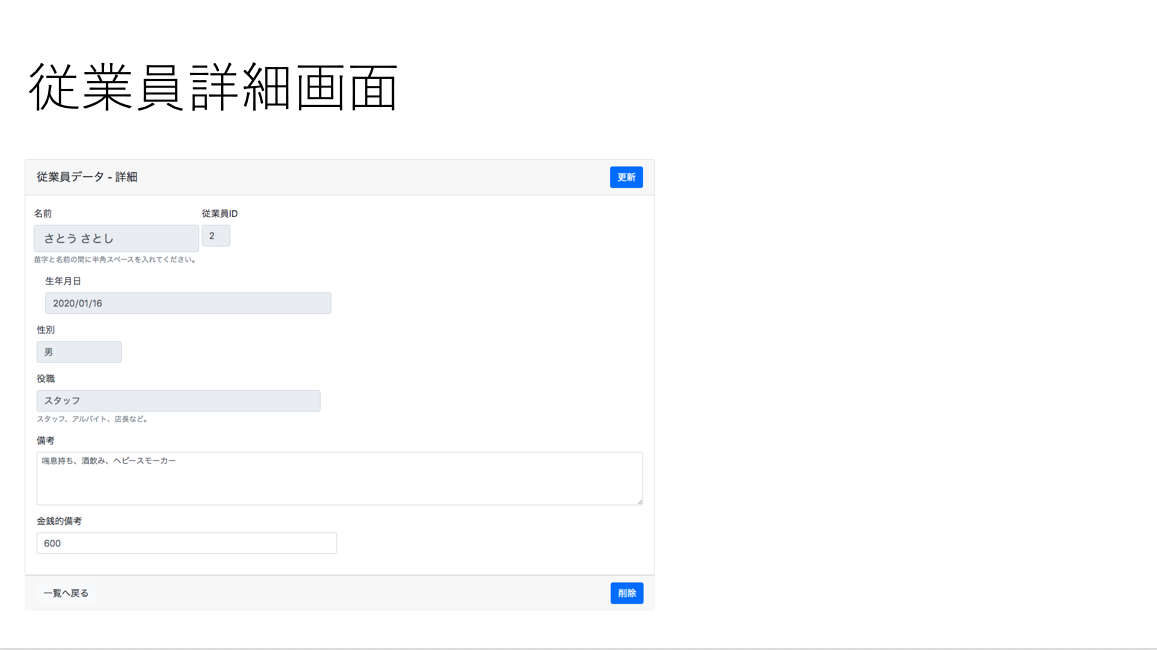 従業員詳細画面
従業員データ - 詳細
更新
名前
従業員ID
さとう さとし
2
苗字と名前の間に半角スペースを入れてください。
生年月日
2020/01/16
性別
男
役職
スタッフ
スタッフ、アルバイト、店長など。
備考
喘息持ち、酒飲み、ヘビースモーカー
金銭的備考
600
一覧へ戻る
削除